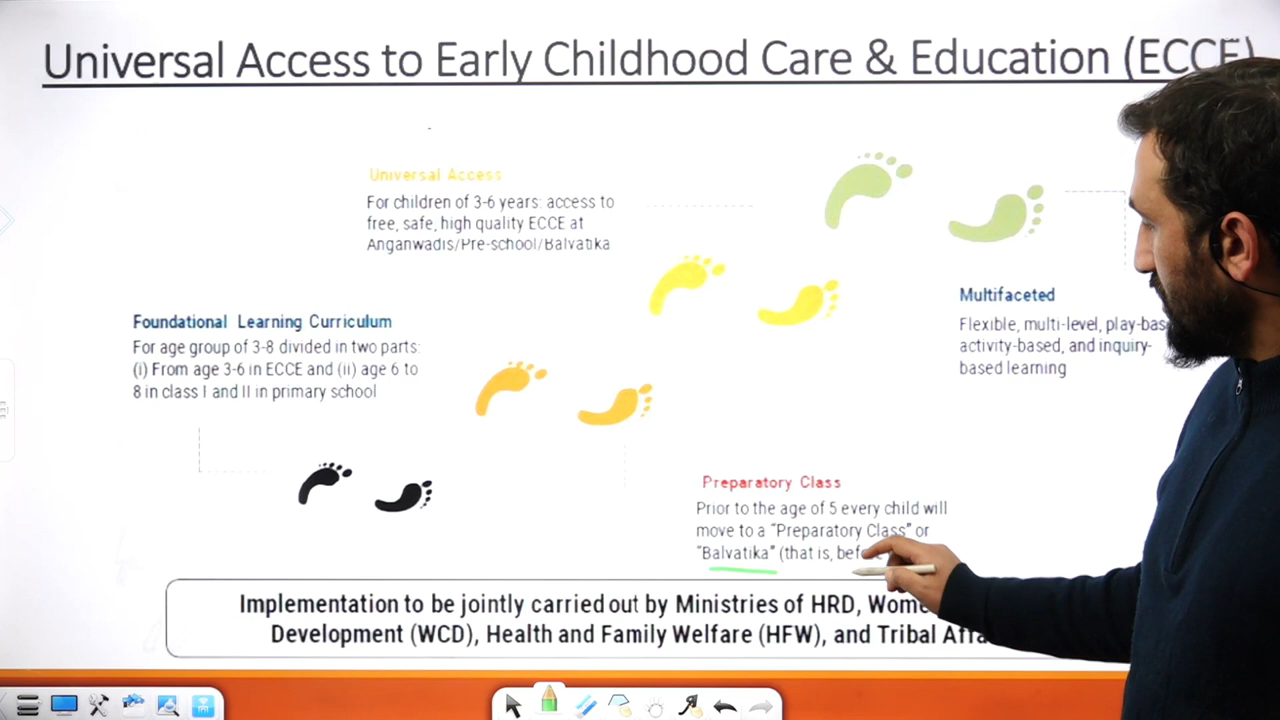 Universal Access to Early Childhood Care & Education (ECCE)
Universal Access
For children of 3-6 years: access to
free, safe, high quality ECCE at
Anganwadis/Pre-school/Balvatika
Multifaceted
Flexible, multi-level,
activity-based, and inquiry-
based learning
Foundational Learning Curriculum
For age group of 3-8 divided in two parts:
(i) From age 3-6 in ECCE and (ii) age 6 to
8 in class I and II in primary school
Preparatory Class
Prior to the age of 5 every child will
move to a "Preparatory Class" or
"Balvatika" (that is,
Implementation to be jointly carried out by Ministries of HRD,
Development (WCD), Health and Family Welfare (HFW), and Tribal